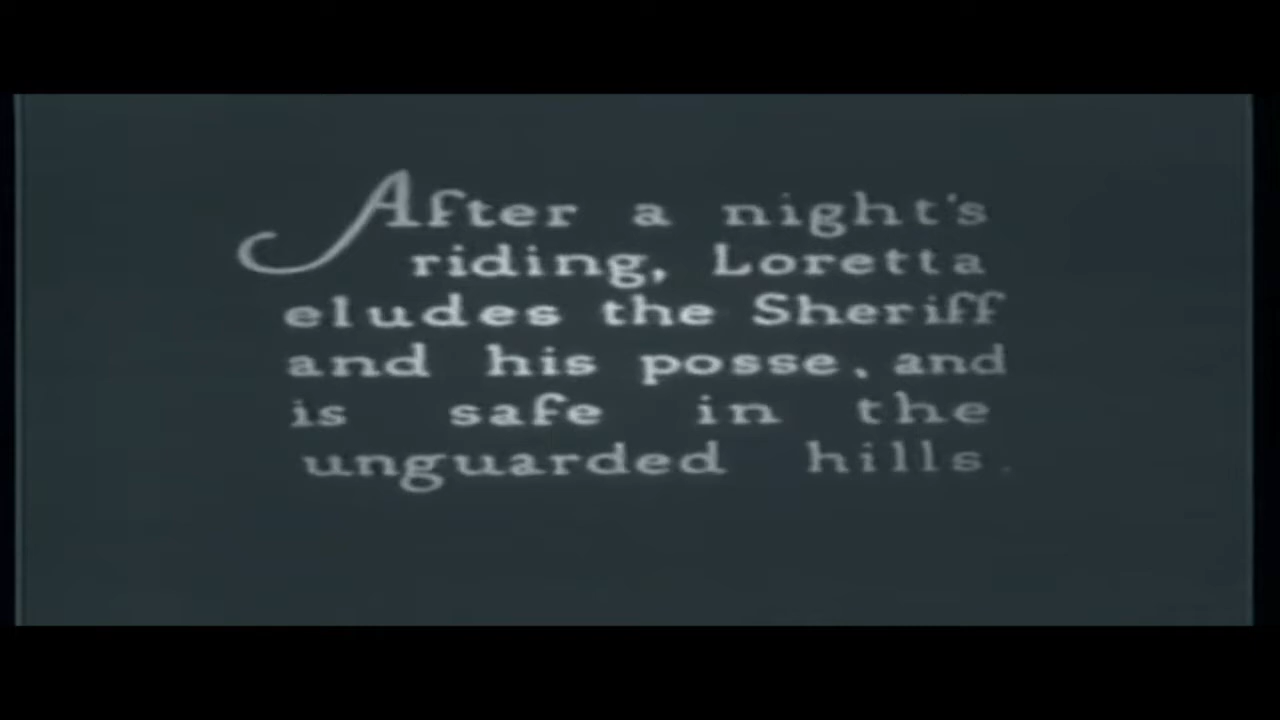 After a night's
riding, Loretta
eludes the Sheriff
and his posse, and
is safe in the
unguarded hills.